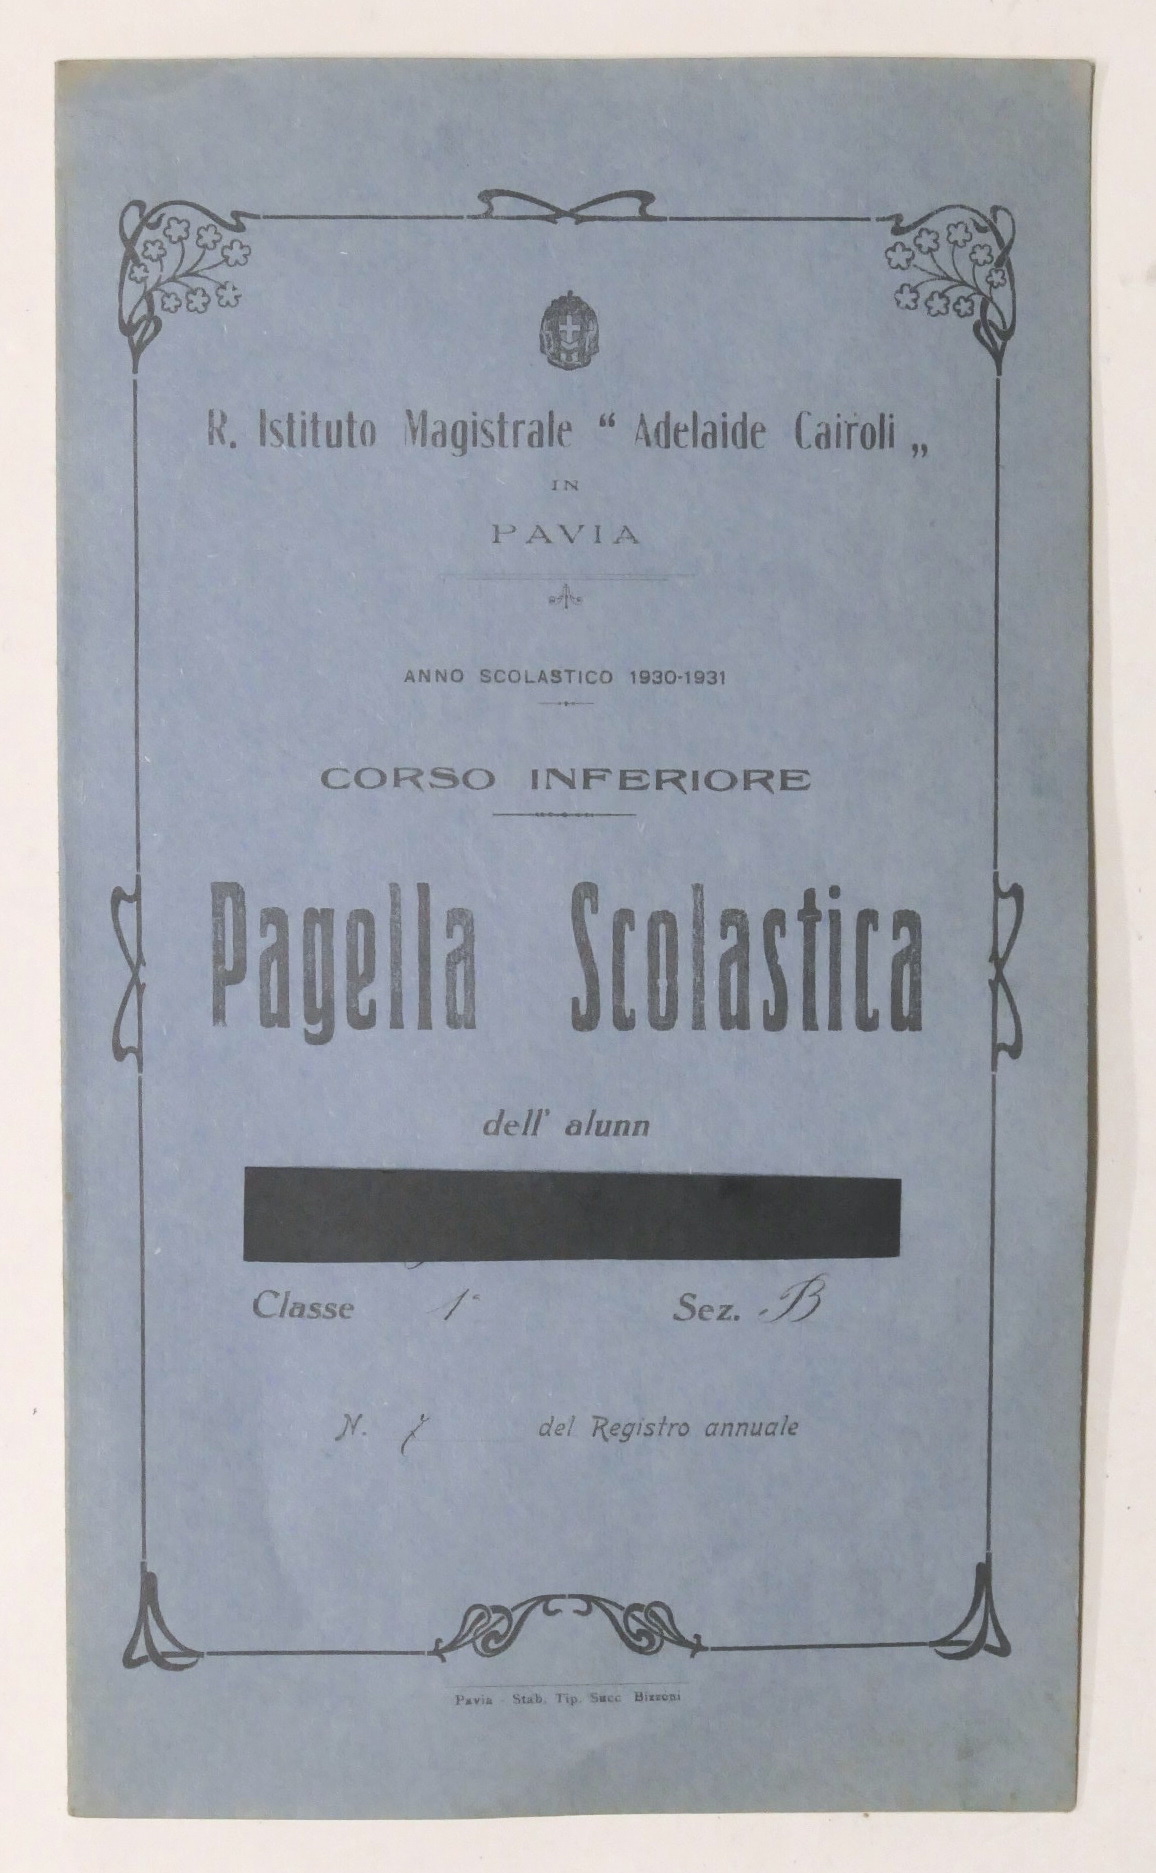 R. Istituto Magistrale “ Adelaide Cairoli „
IN
PAVIA
ANNO SCOLASTICO 1930-1931
CORSO INFERIORE
Pagella Scolastica
dell' alunn
Classe 1ª Sez. B
N. 7 del Registro annuale
Pavia - Stab. Tip. Succ. Bizzoni